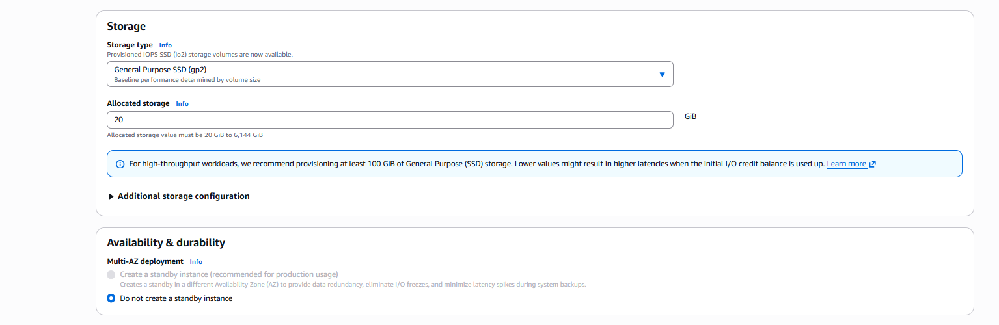 Storage
Storage type Info
Provisioned IOPS SSD (io2) storage volumes are now available.
General Purpose SSD (gp2)
Baseline performance determined by volume size
Allocated storage Info
20
GiB
Allocated storage value must be 20 GiB to 6,144 GiB
For high-throughput workloads, we recommend provisioning at least 100 GiB of General Purpose (SSD) storage. Lower values might result in higher latencies when the initial I/O credit balance is used up. Learn more
Additional storage configuration
Availability & durability
Multi-AZ deployment Info
Create a standby instance (recommended for production usage)
Creates a standby in a different Availability Zone (AZ) to provide data redundancy, eliminate I/O freezes, and minimize latency spikes during system backups.
Do not create a standby instance